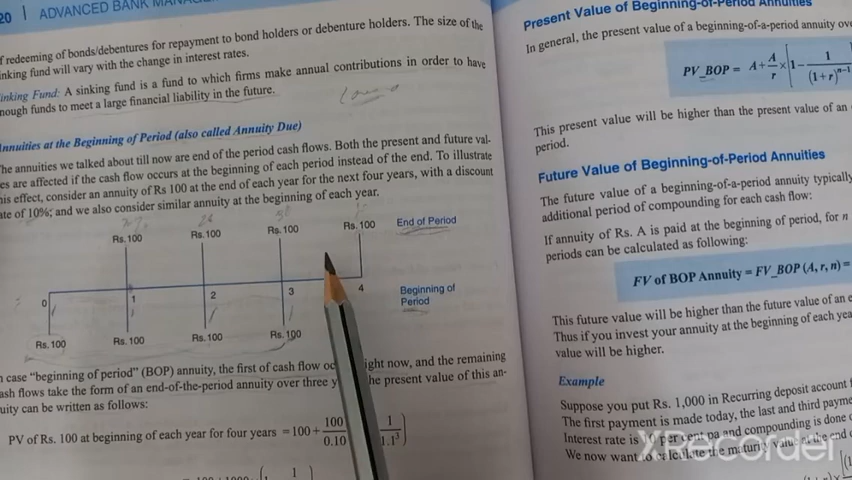 20 | ADVANCED BANK
of redeeming of bonds/debentures for repayment to bond holders or debenture holders. The size of the
inking fund will vary with the change in interest rates.
inking Fund: A sinking fund is a fund to which firms make annual contributions in order to have
nough funds to meet a large financial liability in the future.
Annuities at the Beginning of Period (also called Annuity Due)
The annuities we talked about till now are end of the period cash flows. Both the present and future val-
es are affected if the cash flow occurs at the beginning of each period instead of the end. To illustrate
his effect, consider an annuity of Rs 100 at the end of each year for the next four years, with a discount
ate of 10%; and we also consider similar annuity at the beginning of each year.
Rs. 100 Rs. 100 Rs. 100 Rs. 100 End of Period
0 1 2 3 4 Beginning of
Period
Rs. 100 Rs. 100 Rs. 100 Rs. 100
n case "beginning of period" (BOP) annuity, the first of cash flow oc ight now, and the remaining
ash flows take the form of an end-of-the-period annuity over three y he present value of this an-
uity can be written as follows:
PV of Rs. 100 at beginning of each year for four years = 100 + 100/0.10 1/1.1³)
Present Value of Beginning-of-Period Annuities
In general, the present value of a beginning-of-a-period annuity ove
PV_BOP = A + A/r × [1 - 1/(1+r)ⁿ⁻¹
This present value will be higher than the present value of an
period.
Future Value of Beginning-of-Period Annuities
The future value of a beginning-of-a-period annuity typically
additional period of compounding for each cash flow:
If annuity of Rs. A is paid at the beginning of period, for n
periods can be calculated as following:
FV of BOP Annuity = FV_BOP (A, r, n) =
This future value will be higher than the future value of an e
Thus if you invest your annuity at the beginning of each yea
value will be higher.
Example
Suppose you put Rs. 1,000 in Recurring deposit account f
The first payment is made today, the last and third payme
Interest rate is 10 per cent pa and compounding is done
We now want to calculate the maturity value at the end
XRecorder